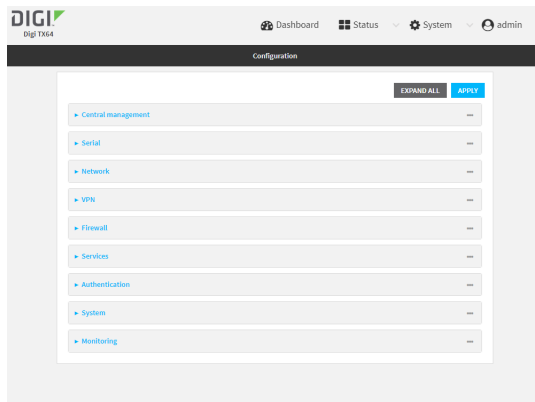 DIGI
Digi TX64
Dashboard
Status
System
admin
Configuration
EXPAND ALL
APPLY
Central management
Serial
Network
VPN
Firewall
Services
Authentication
System
Monitoring